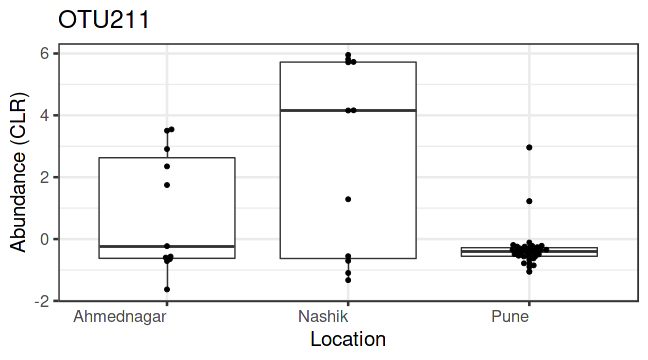 OTU211
Abundance (CLR)
6
4
2
0
-2
Ahmednagar Nashik Pune
Location